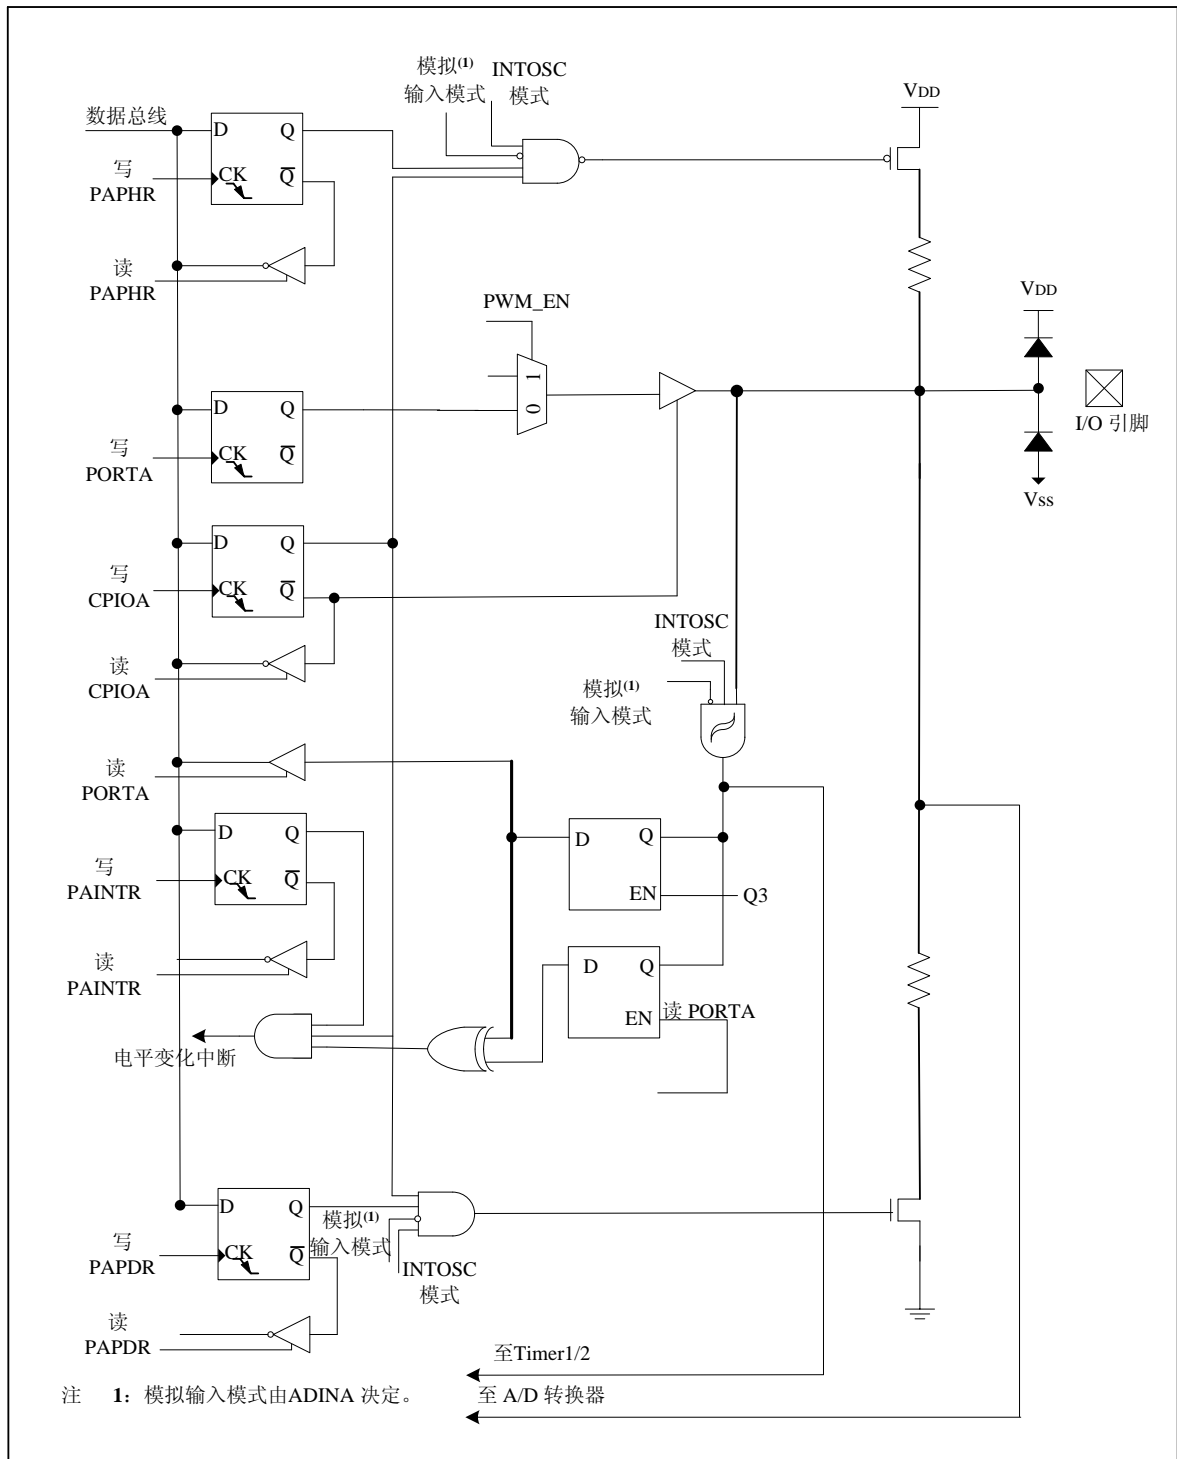 模拟(1)
输入模式
INTOSC
模式
VDD
数据总线
D
Q
CK
Q
写
PAPHR
读
PAPHR
PWM_EN
1
0
VDD
I/O 引脚
VSS
D
Q
CK
Q
写
PORTA
D
Q
CK
Q
写
CPIOA
读
CPIOA
INTOSC
模式
模拟(1)
输入模式
读
PORTA
D
Q
CK
Q
写
PAINTR
读
PAINTR
D
Q
EN
Q3
D
Q
EN
读 PORTA
电平变化中断
D
Q
CK
Q
写
PAPDR
模拟(1)
输入模式
INTOSC
模式
读
PAPDR
至Timer1/2
注 1：模拟输入模式由ADINA 决定。
至 A/D 转换器